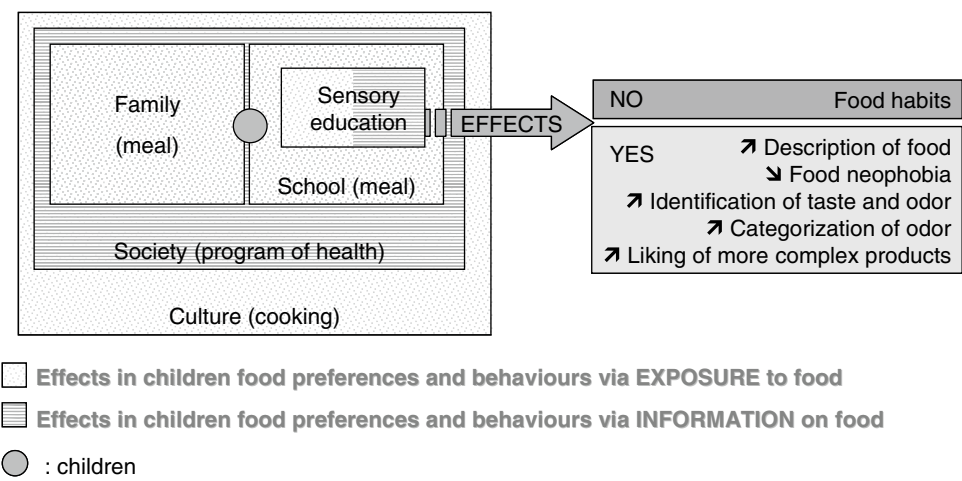 Family
(meal)
Sensory
education
School (meal)
Society (program of health)
Culture (cooking)
EFFECTS
NO Food habits
YES ↗ Description of food
↘ Food neophobia
↗ Identification of taste and odor
↗ Categorization of odor
↗ Liking of more complex products
Effects in children food preferences and behaviours via EXPOSURE to food
Effects in children food preferences and behaviours via INFORMATION on food
: children